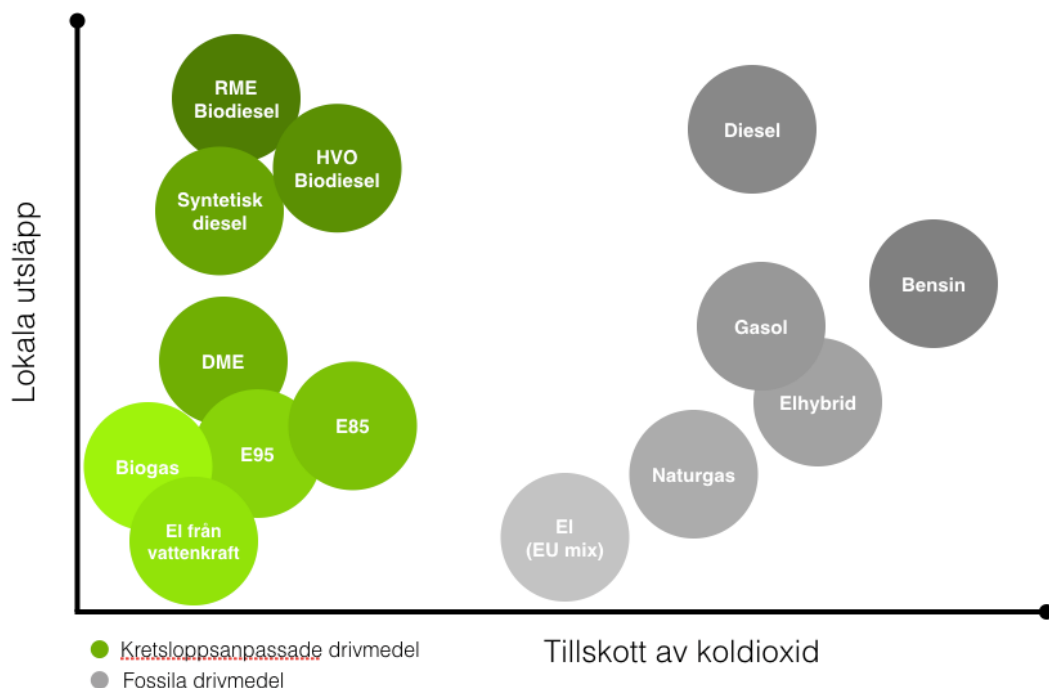 Lokala utsläpp
RME
Biodiesel
HVO
Biodiesel
Syntetisk
diesel
DME
E85
E95
Biogas
El från
vattenkraft
Diesel
Bensin
Gasol
Elhybrid
Naturgas
El
(EU mix)
Tillskott av koldioxid
Kretsloppsanpassade drivmedel
Fossila drivmedel